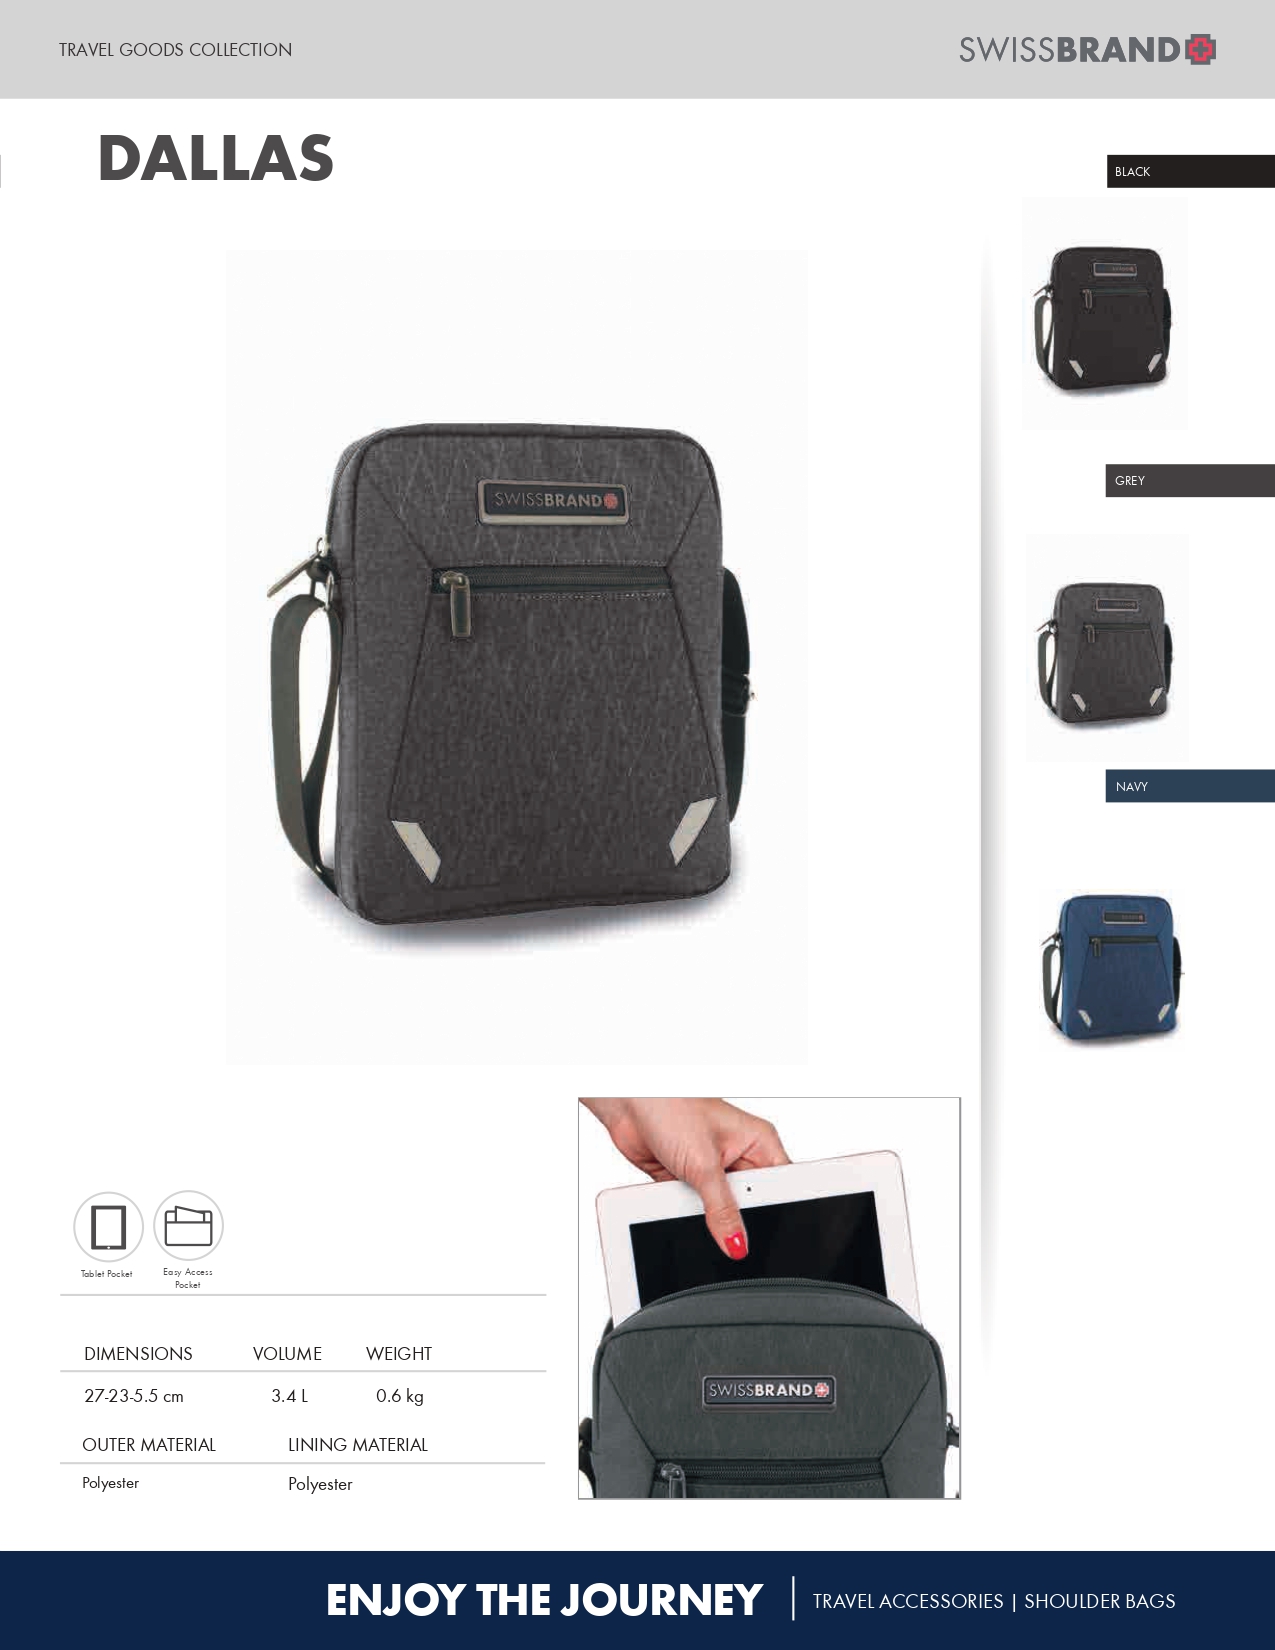 TRAVEL GOODS COLLECTION
SWISSBRAND
DALLAS
BLACK
SWISSBRAND
GREY
NAVY
Tablet Pocket
Easy Access
Pocket
DIMENSIONS VOLUME WEIGHT
27-23-5.5 cm 3.4 L 0.6 kg
OUTER MATERIAL LINING MATERIAL
Polyester Polyester
SWISSBRAND
ENJOY THE JOURNEY
TRAVEL ACCESSORIES | SHOULDER BAGS